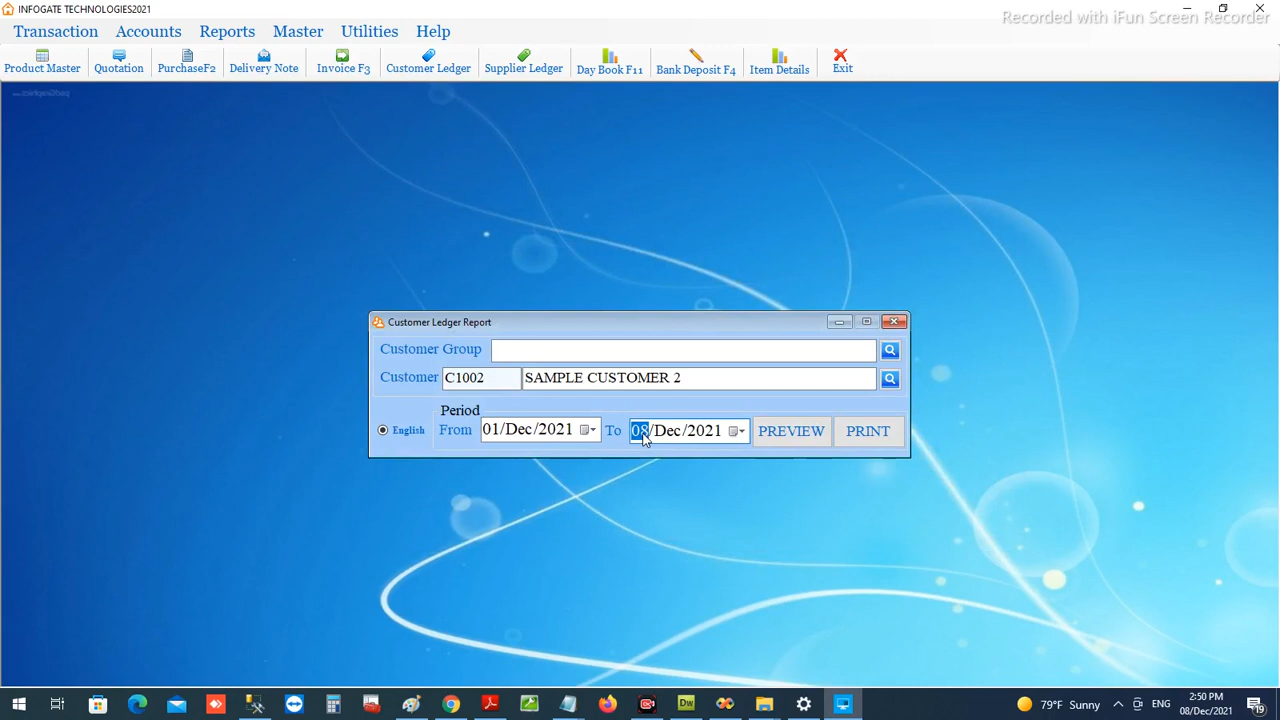 INFOGATE TECHNOLOGIES2021
Recorded with iFun Screen Recorder
Transaction Accounts Reports Master Utilities Help
Product Master Quotation PurchaseF2 Delivery Note Invoice F3 Customer Ledger Supplier Ledger Day Book F11 Bank Deposit F4 Item Details Exit
Customer Ledger Report
Customer Group
Customer C1002 SAMPLE CUSTOMER 2
Period
English From 01/Dec/2021 To 08/Dec/2021 PREVIEW PRINT
Dw
79°F Sunny ENG
2:50 PM
08/Dec/2021
19